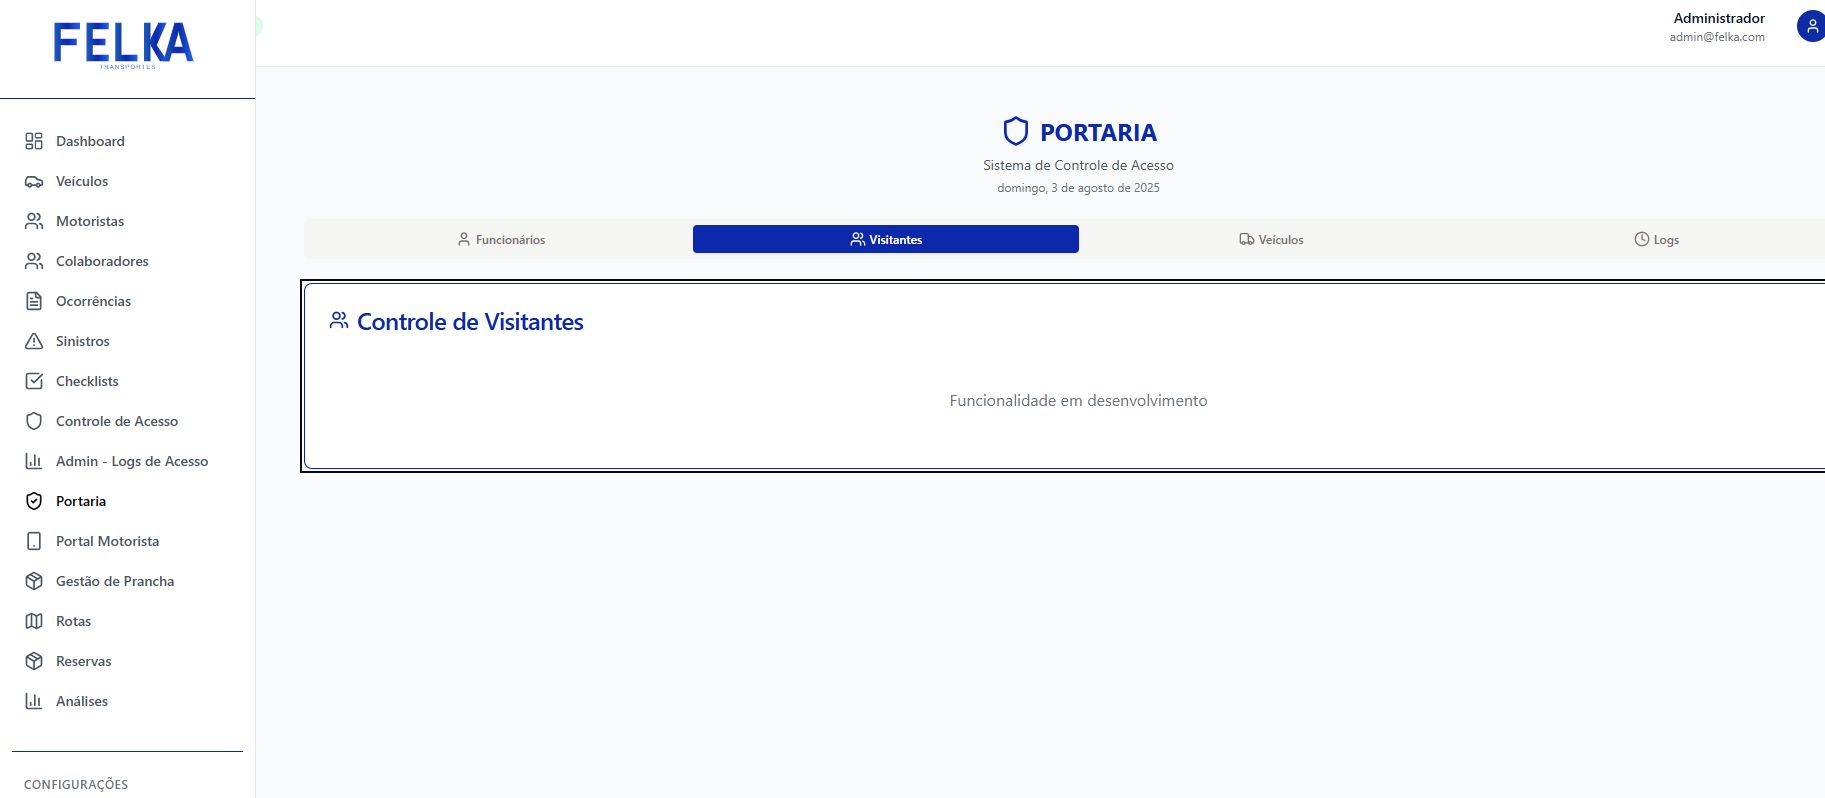 FELKA
TRANSPORTES
Administrador
admin@felka.com
Dashboard
Veículos
Motoristas
Colaboradores
Ocorrências
Sinistros
Checklists
Controle de Acesso
Admin - Logs de Acesso
Portaria
Portal Motorista
Gestão de Prancha
Rotas
Reservas
Análises
CONFIGURAÇÕES
PORTARIA
Sistema de Controle de Acesso
domingo, 3 de agosto de 2025
Funcionários Visitantes Veículos Logs
Controle de Visitantes
Funcionalidade em desenvolvimento